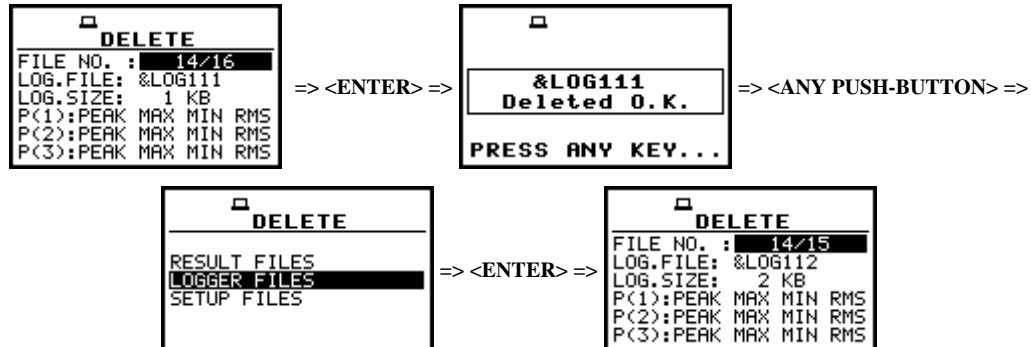 DELETE
FILE NO. : 14/16
LOG.FILE: &LOG111
LOG.SIZE: 1 KB
P(1):PEAK MAX MIN RMS
P(2):PEAK MAX MIN RMS
P(3):PEAK MAX MIN RMS
=> <ENTER> =>
&LOG111
Deleted O.K.
PRESS ANY KEY...
=> <ANY PUSH-BUTTON> =>
DELETE
RESULT FILES
LOGGER FILES
SETUP FILES
=> <ENTER> =>
DELETE
FILE NO. : 14/15
LOG.FILE: &LOG112
LOG.SIZE: 2 KB
P(1):PEAK MAX MIN RMS
P(2):PEAK MAX MIN RMS
P(3):PEAK MAX MIN RMS